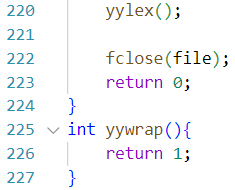 220 yylex();
221
222 fclose(file);
223 return 0;
224 }
225 int yywrap(){
226 return 1;
227 }